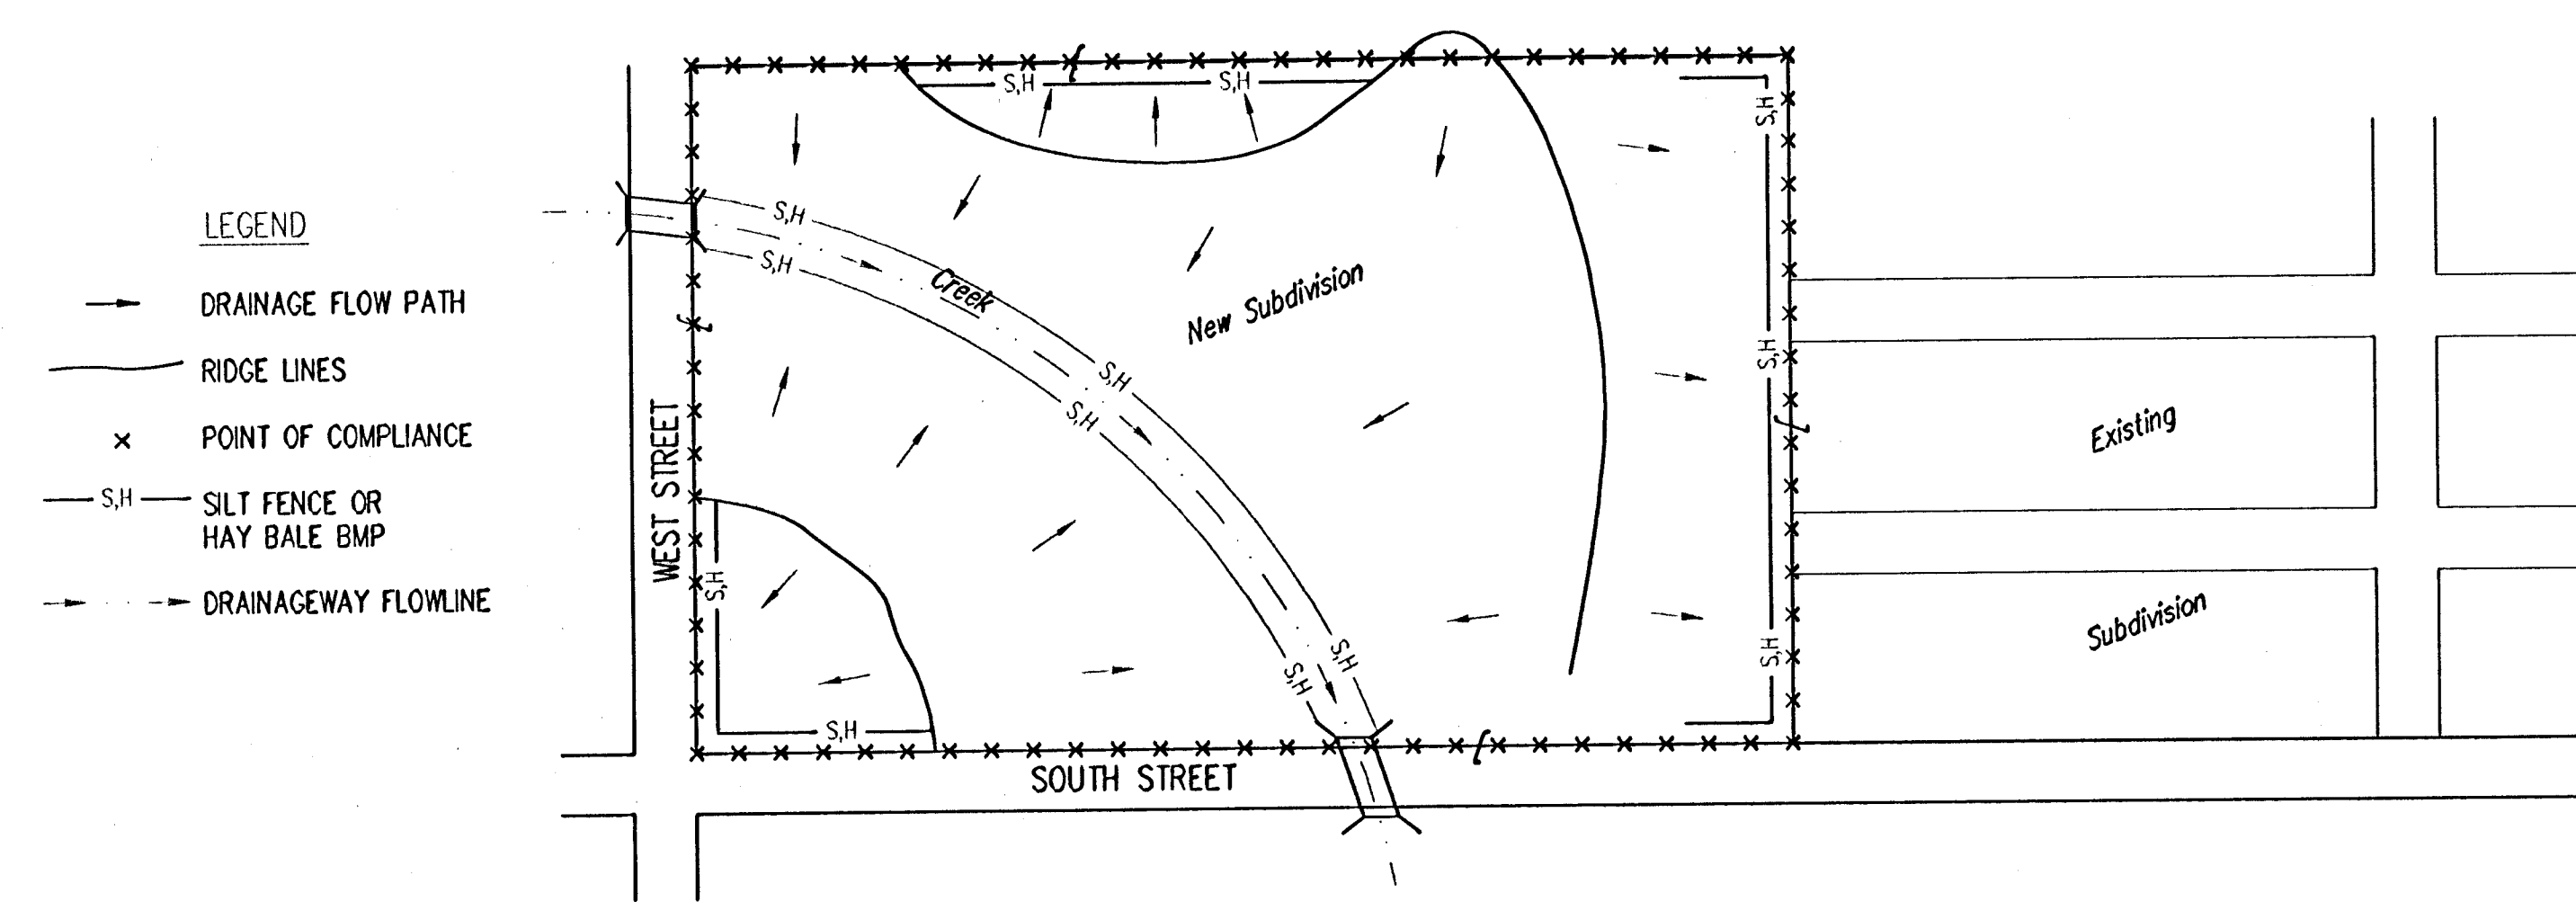 LEGEND
DRAINAGE FLOW PATH
RIDGE LINES
POINT OF COMPLIANCE
S,H
SILT FENCE OR
HAY BALE BMP
DRAINAGEWAY FLOWLINE
S,H
S,H
S,H
S,H
S,H
Creek
New Subdivision
S,H
S,H
S,H
WEST STREET
Existing
S,H
Subdivision
S,H
S,H
S,H
S,H
SOUTH STREET